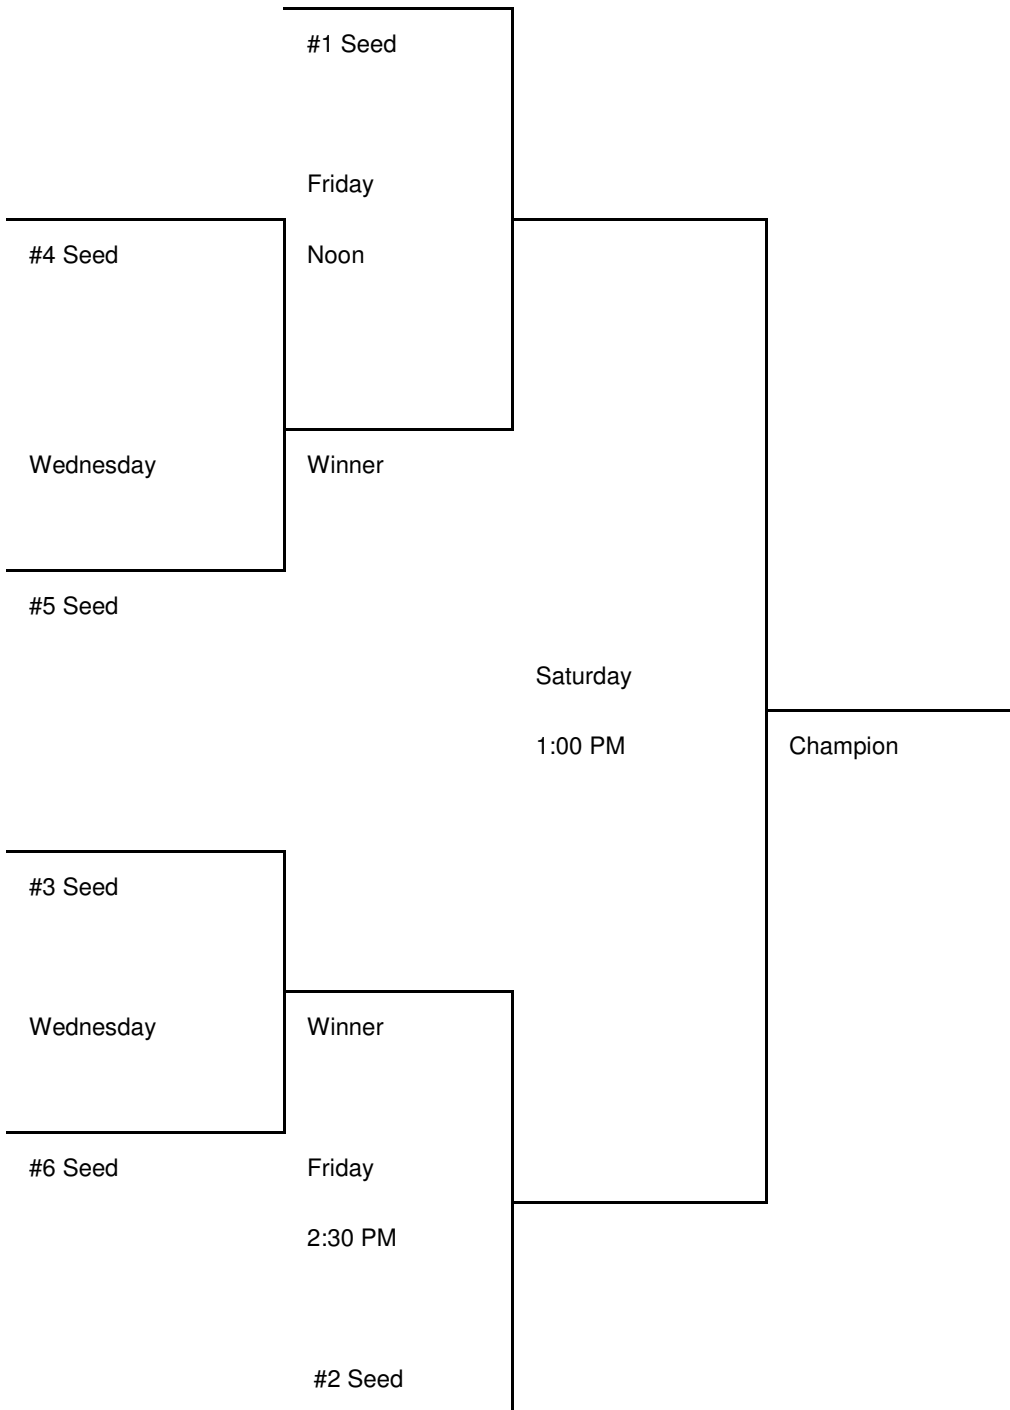 #1 Seed
Friday
#4 Seed
Noon
Wednesday
Winner
#5 Seed
Saturday
1:00 PM
Champion
#3 Seed
Wednesday
Winner
#6 Seed
Friday
2:30 PM
#2 Seed